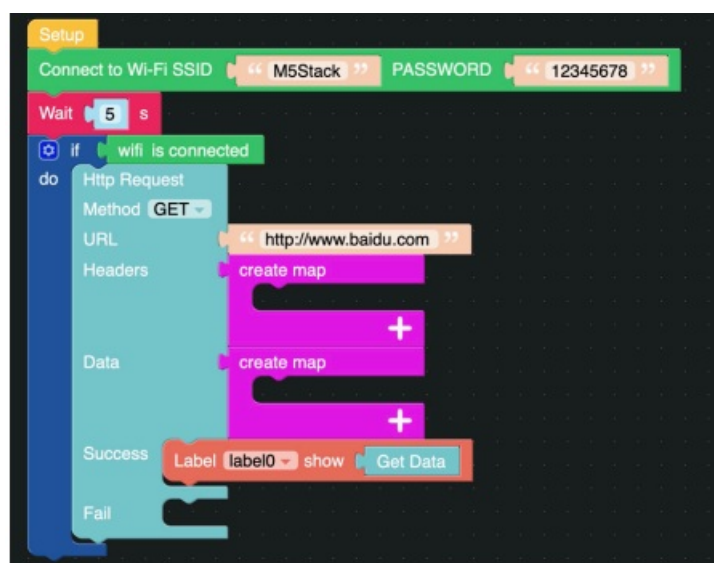 Setup
Connect to Wi-Fi SSID “ M5Stack ” PASSWORD “ 12345678 ”
Wait 5 s
if wifi is connected
do Http Request
Method GET
URL “ http://www.baidu.com ”
Headers create map
+
Data create map
+
Success Label label0 show Get Data
Fail